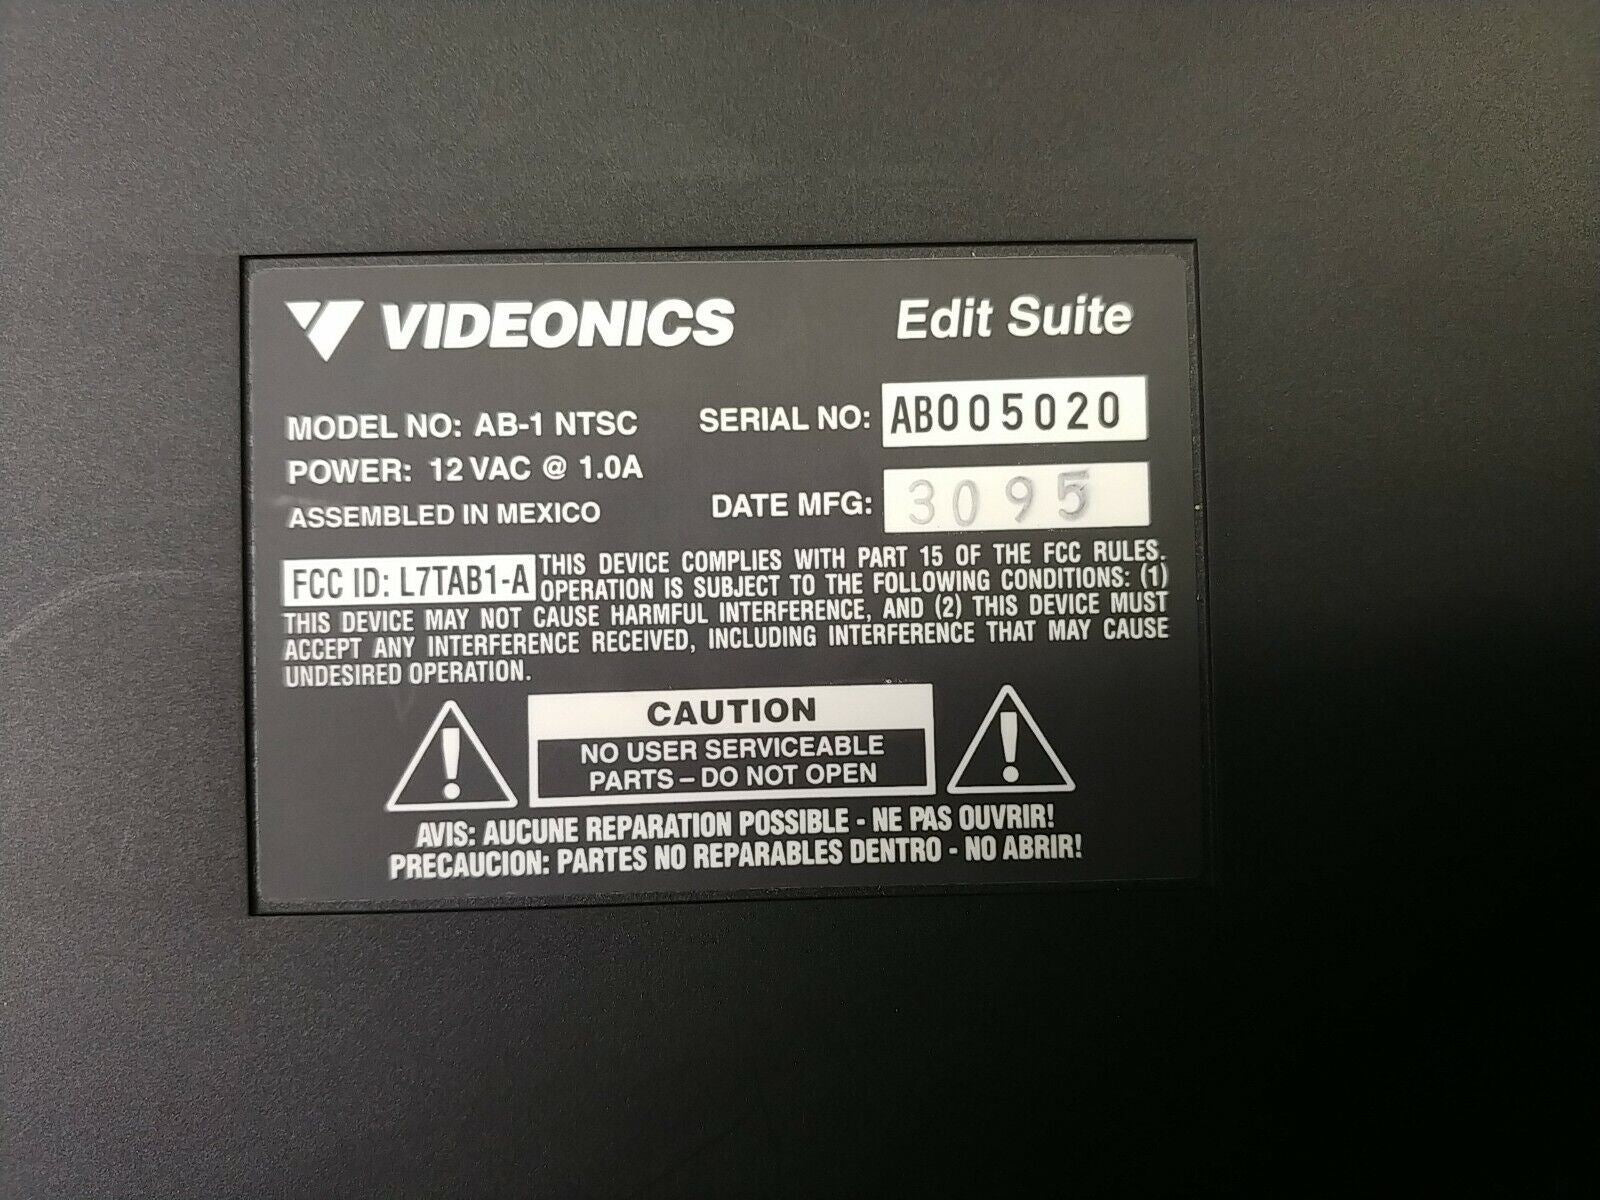 VIDEONICS Edit Suite
MODEL NO: AB-1 NTSC SERIAL NO: AB005020
POWER: 12 VAC @ 1.0A
ASSEMBLED IN MEXICO DATE MFG: 3095
FCC ID: L7TAB1-A THIS DEVICE COMPLIES WITH PART 15 OF THE FCC RULES.
OPERATION IS SUBJECT TO THE FOLLOWING CONDITIONS: (1)
THIS DEVICE MAY NOT CAUSE HARMFUL INTERFERENCE, AND (2) THIS DEVICE MUST
ACCEPT ANY INTERFERENCE RECEIVED, INCLUDING INTERFERENCE THAT MAY CAUSE
UNDESIRED OPERATION.
CAUTION
NO USER SERVICEABLE
PARTS – DO NOT OPEN
AVIS: AUCUNE REPARATION POSSIBLE - NE PAS OUVRIR!
PRECAUCION: PARTES NO REPARABLES DENTRO - NO ABRIR!